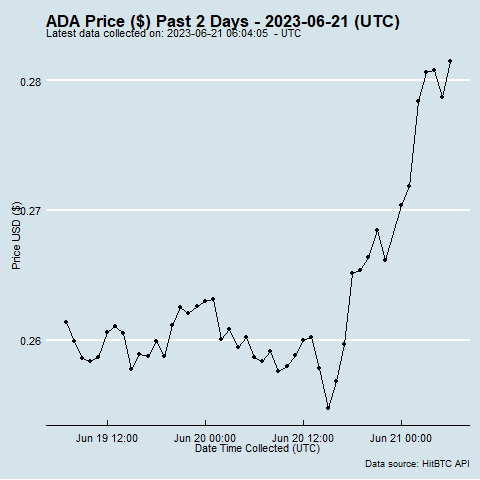 ADA Price ($) Past 2 Days - 2023-06-21 (UTC)
Latest data collected on: 2023-06-21 06:04:05 - UTC
0.28
0.27
0.26
Price USD ($)
Jun 19 12:00
Jun 20 00:00
Jun 20 12:00
Jun 21 00:00
Date Time Collected (UTC)
Data source: HitBTC API